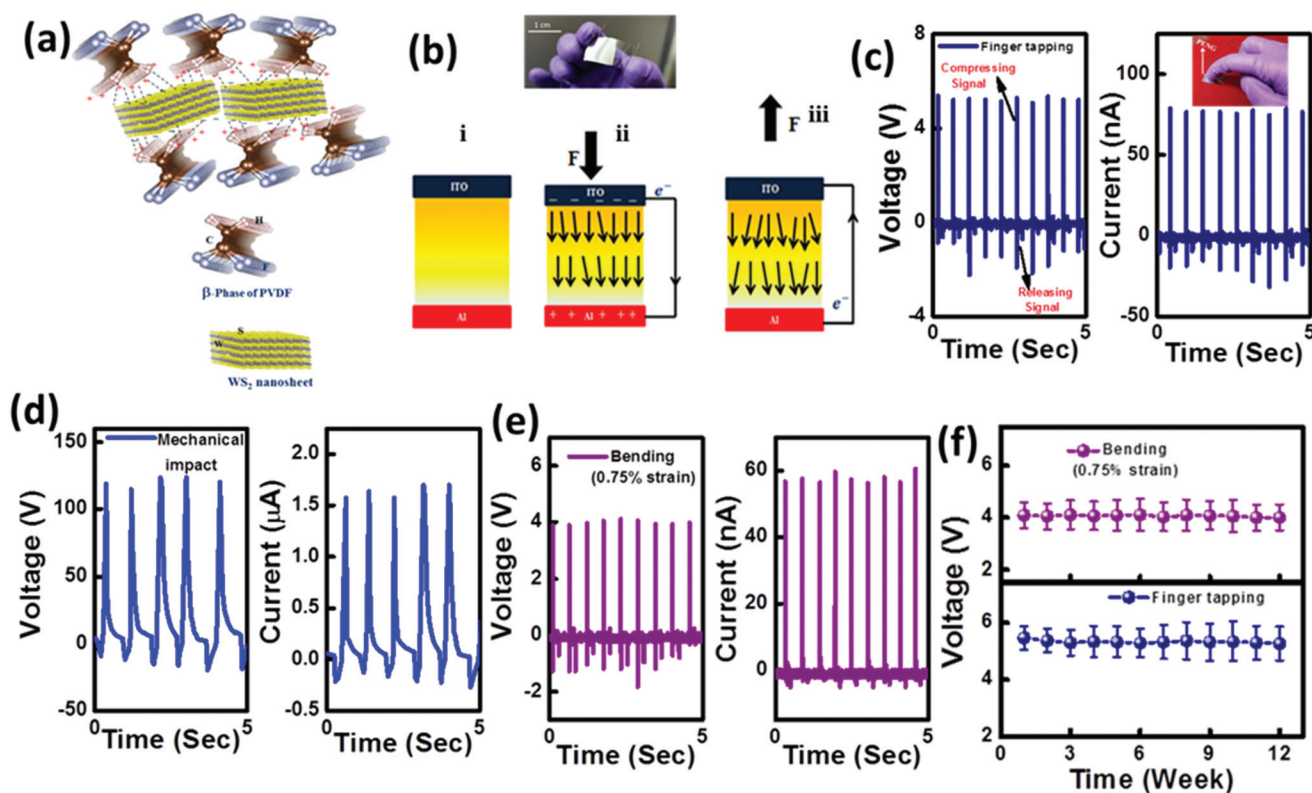 (a)
H
C
F
β-Phase of PVDF
S
W
WS2 nanosheet
(b)
1 cm
i
ITO
Al
F
ii
ITO
e-
Al
F
iii
ITO
e-
Al
(c)
Finger tapping
Compressing
Signal
Releasing
Signal
Voltage (V)
8
4
0
-4
0
5
Time (Sec)
PENG
Current (nA)
100
50
0
-50
0
5
Time (Sec)
(d)
Mechanical
impact
Voltage (V)
150
100
50
0
-50
0
5
Time (Sec)
Current (μA)
2.0
1.5
1.0
0.5
0.0
-0.5
0
5
Time (Sec)
(e)
Bending
(0.75% strain)
Voltage (V)
6
4
2
0
-2
0
5
Time (Sec)
Current (nA)
60
40
20
0
0
5
Time (Sec)
(f)
Bending
(0.75% strain)
Voltage (V)
6
4
2
Finger tapping
Voltage (V)
6
5
2
3
6
9
12
Time (Week)